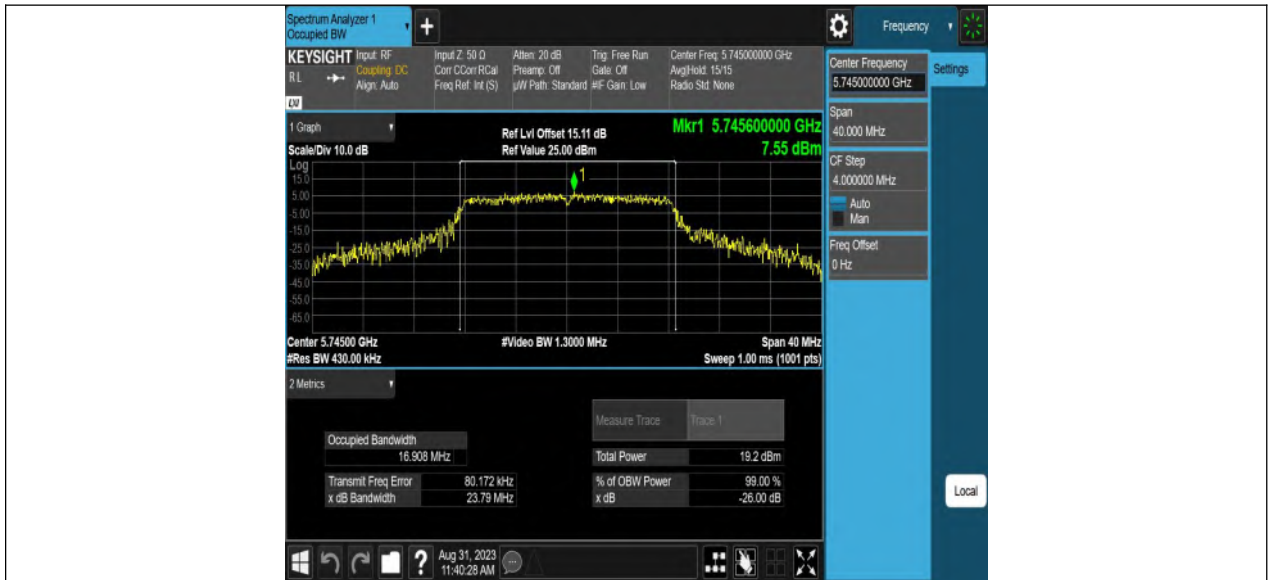 Spectrum Analyzer 1
Occupied BW
+
Frequency
KEYSIGHT
RL
LXI
Input: RF
Coupling: DC
Align: Auto
Input Z: 50 Ω
Corr CCorr RCal
Freq Ref: Int (S)
Atten: 20 dB
Preamp: Off
µW Path: Standard
Trig: Free Run
Gate: Off
#IF Gain: Low
Center Freq: 5.745000000 GHz
Avg|Hold: 15/15
Radio Std: None
Center Frequency
5.745000000 GHz
Settings
Span
40.000 MHz
CF Step
4.000000 MHz
Auto
Man
Freq Offset
0 Hz
1 Graph
Scale/Div 10.0 dB
Ref Lvl Offset 15.11 dB
Ref Value 25.00 dBm
Mkr1 5.745600000 GHz
7.55 dBm
Log
15.0
5.00
-5.00
-15.0
-25.0
-35.0
-45.0
-55.0
-65.0
1
Center 5.74500 GHz
#Res BW 430.00 kHz
#Video BW 1.3000 MHz
Span 40 MHz
Sweep 1.00 ms (1001 pts)
2 Metrics
Measure Trace Trace 1
Occupied Bandwidth
16.908 MHz
Total Power 19.2 dBm
Transmit Freq Error 80.172 kHz
% of OBW Power 99.00 %
x dB Bandwidth 23.79 MHz
x dB -26.00 dB
Local
?
Aug 31, 2023
11:40:28 AM